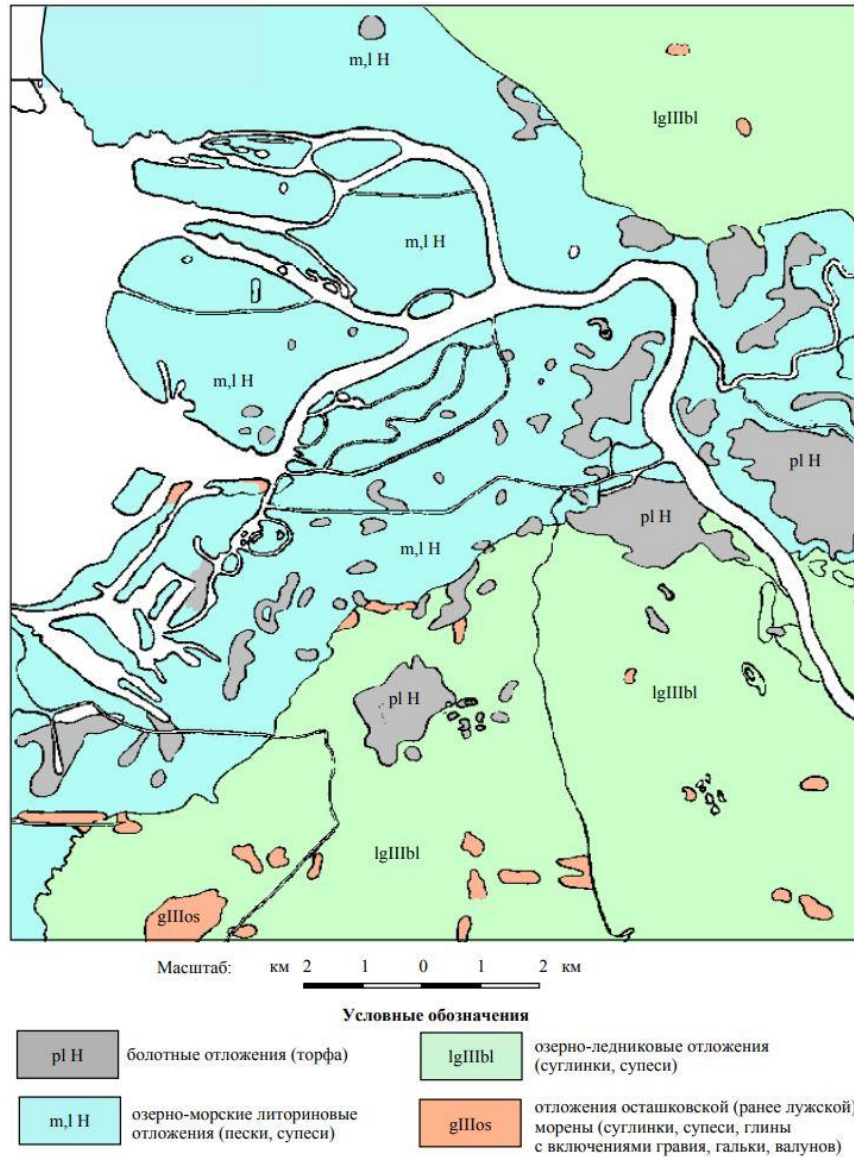 m,l H
lgIIIbl
m,l H
m,l H
pl H
pl H
m,l H
lgIIIbl
pl H
lgIIIbl
gIIIos
Масштаб: км 2 1 0 1 2 км
Условные обозначения
pl H болотные отложения (торфа)
m,l H озерно-морские литориновые
отложения (пески, супеси)
lgIIIbl озерно-ледниковые отложения
(суглинки, супеси)
gIIIos отложения осташковской (ранее лужской)
морены (суглинки, супеси, глины
с включениями гравия, гальки, валунов)